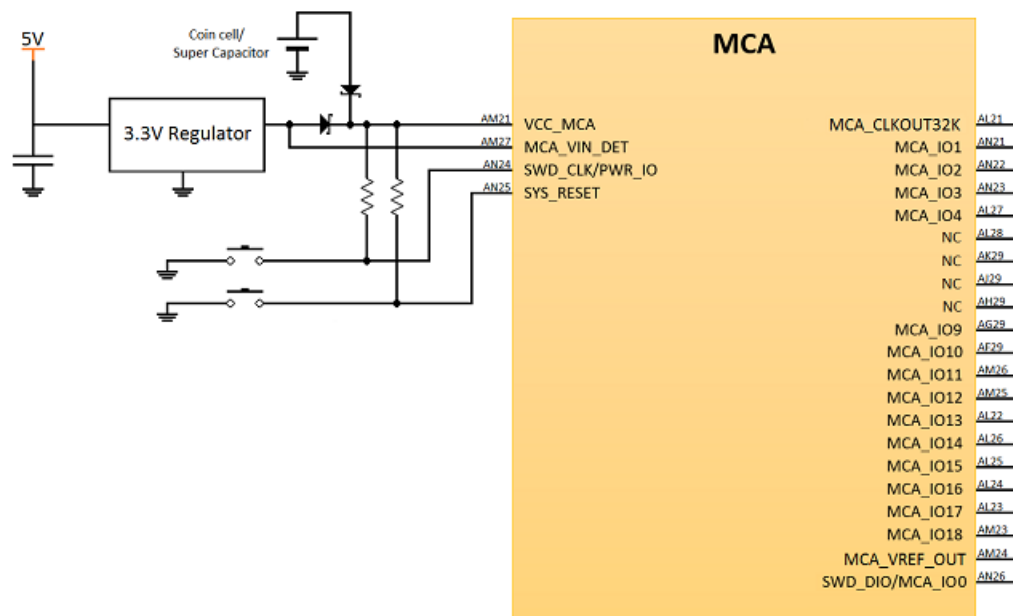 5V
Coin cell/
Super Capacitor
3.3V Regulator
MCA
AM21 VCC_MCA
AM27 MCA_VIN_DET
AN24 SWD_CLK/PWR_IO
AN25 SYS_RESET
MCA_CLKOUT32K AL21
MCA_IO1 AN21
MCA_IO2 AN22
MCA_IO3 AN23
MCA_IO4 AL27
NC AL28
NC AK29
NC AJ29
NC AH29
MCA_IO9 AG29
MCA_IO10 AF29
MCA_IO11 AM26
MCA_IO12 AM25
MCA_IO13 AL22
MCA_IO14 AL26
MCA_IO15 AL25
MCA_IO16 AL24
MCA_IO17 AL23
MCA_IO18 AM23
MCA_VREF_OUT AM24
SWD_DIO/MCA_IO0 AN26